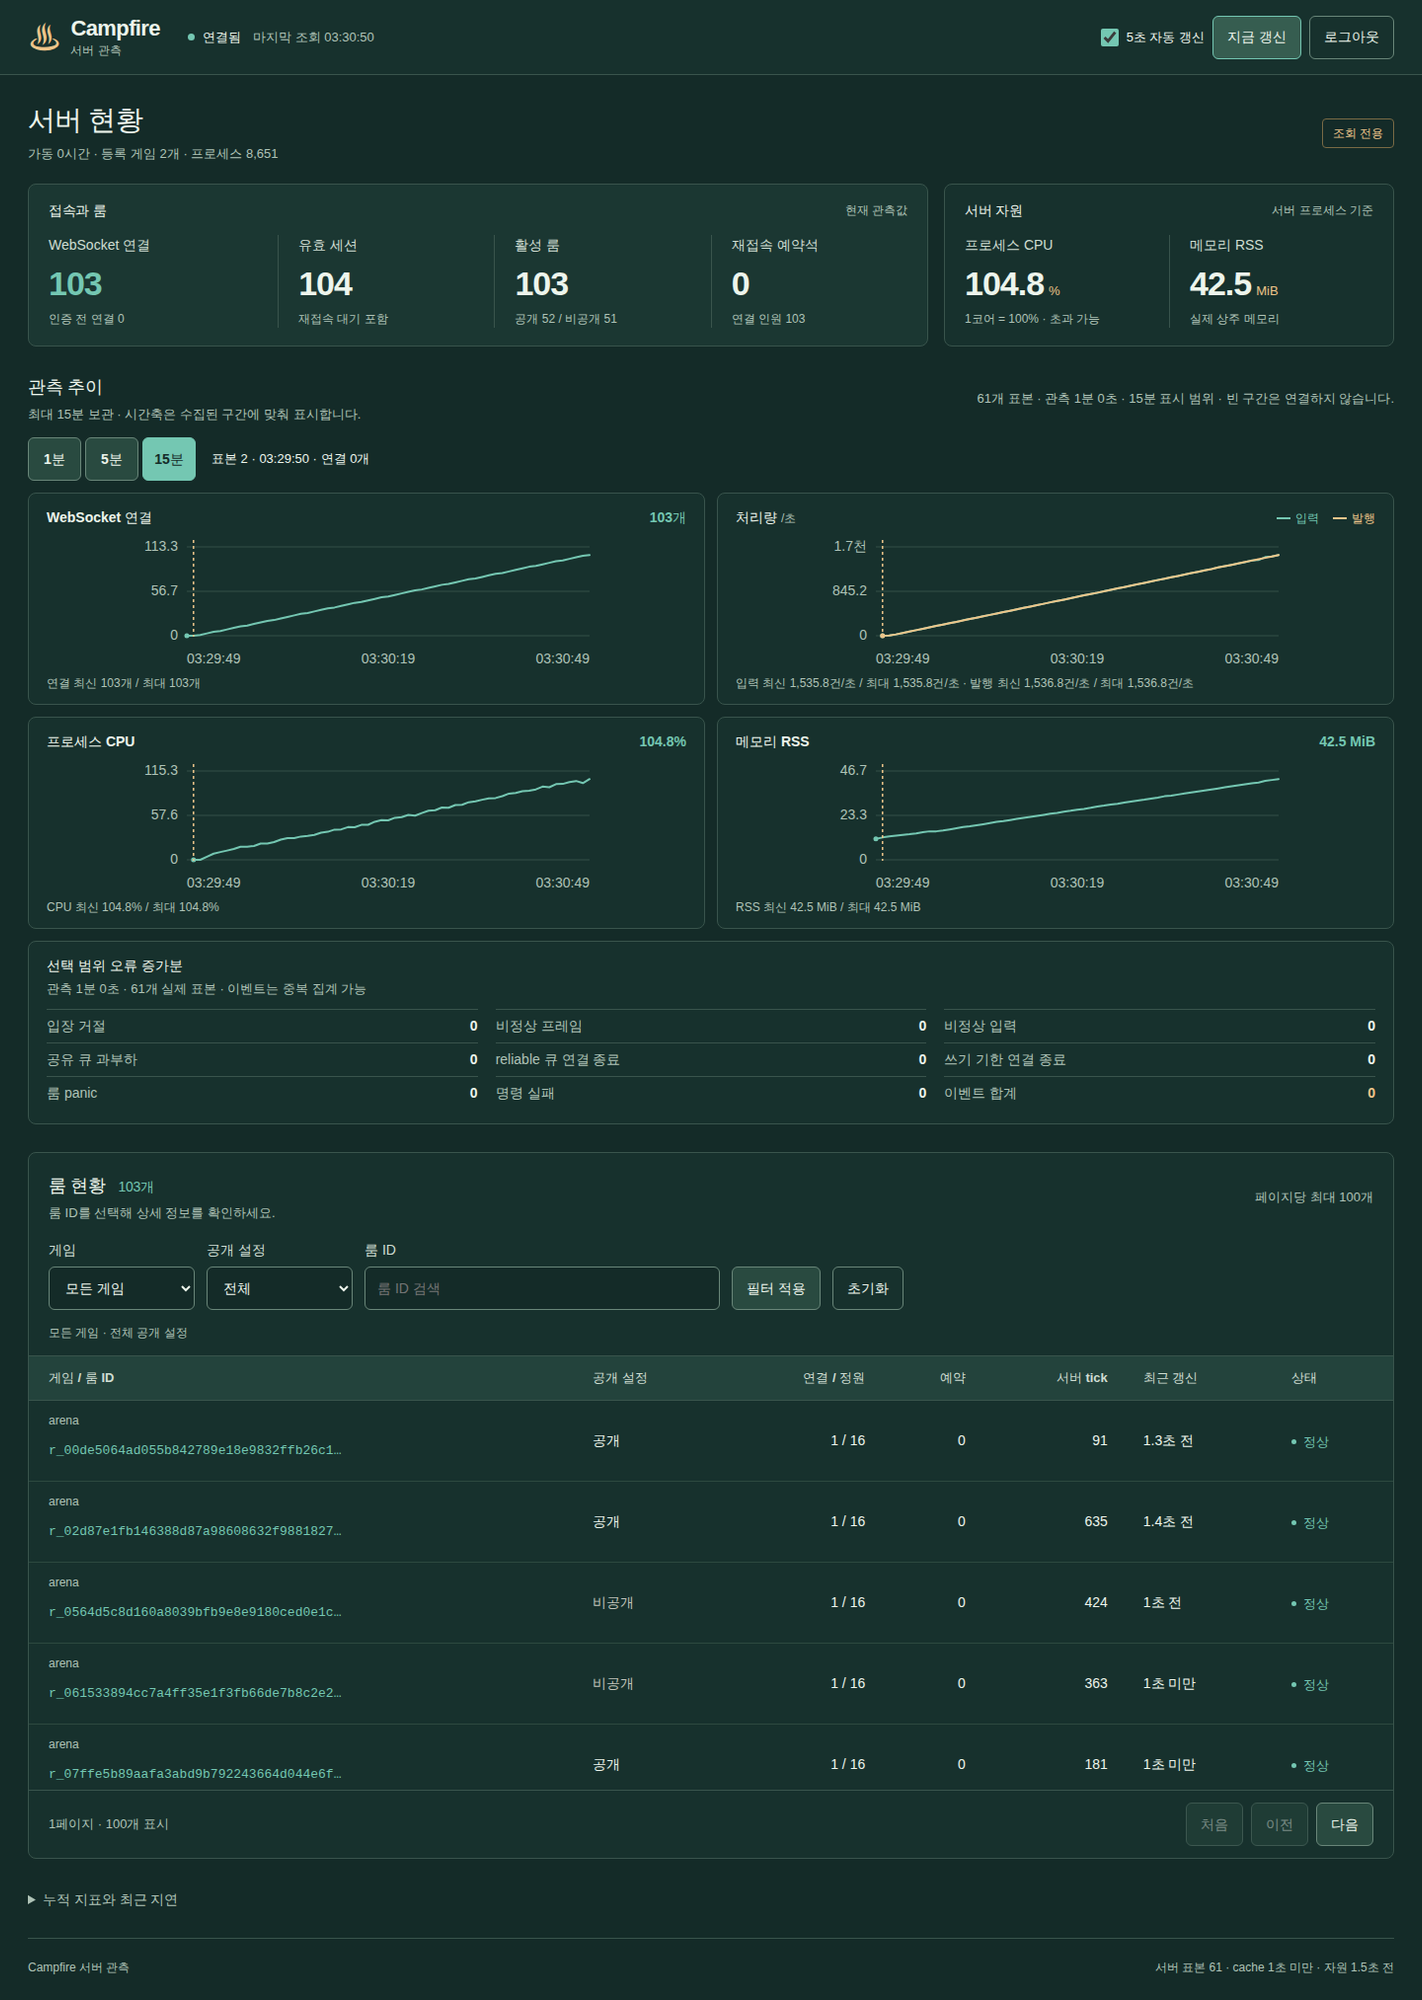 Campfire
서버 관측
연결됨 마지막 조회 03:30:50
5초 자동 갱신 지금 갱신 로그아웃
서버 현황
가동 0시간 · 등록 게임 2개 · 프로세스 8,651
조회 전용
접속과 룸 현재 관측값
WebSocket 연결 유효 세션 활성 룸 재접속 예약석
103 104 103 0
인증 전 연결 0 재접속 대기 포함 공개 52 / 비공개 51 연결 인원 103
서버 자원 서버 프로세스 기준
프로세스 CPU 메모리 RSS
104.8 % 42.5 MiB
1코어 = 100% · 초과 가능 실제 상주 메모리
관측 추이
최대 15분 보관 · 시간축은 수집된 구간에 맞춰 표시합니다.
61개 표본 · 관측 1분 0초 · 15분 표시 범위 · 빈 구간은 연결하지 않습니다.
1분 5분 15분 표본 2 · 03:29:50 · 연결 0개
WebSocket 연결 103개
113.3
56.7
0
03:29:49 03:30:19 03:30:49
연결 최신 103개 / 최대 103개
처리량 /초 입력 발행
1.7천
845.2
0
03:29:49 03:30:19 03:30:49
입력 최신 1,535.8건/초 / 최대 1,535.8건/초 · 발행 최신 1,536.8건/초 / 최대 1,536.8건/초
프로세스 CPU 104.8%
115.3
57.6
0
03:29:49 03:30:19 03:30:49
CPU 최신 104.8% / 최대 104.8%
메모리 RSS 42.5 MiB
46.7
23.3
0
03:29:49 03:30:19 03:30:49
RSS 최신 42.5 MiB / 최대 42.5 MiB
선택 범위 오류 증가분
관측 1분 0초 · 61개 실제 표본 · 이벤트는 중복 집계 가능
입장 거절 0 비정상 프레임 0 비정상 입력 0
공유 큐 과부하 0 reliable 큐 연결 종료 0 쓰기 기한 연결 종료 0
룸 panic 0 명령 실패 0 이벤트 합계 0
룸 현황 103개
룸 ID를 선택해 상세 정보를 확인하세요.
페이지당 최대 100개
게임 공개 설정 룸 ID
모든 게임 전체 룸 ID 검색 필터 적용 초기화
모든 게임 · 전체 공개 설정
게임 / 룸 ID 공개 설정 연결 / 정원 예약 서버 tick 최근 갱신 상태
arena
r_00de5064ad055b842789e18e9832ffb26c1… 공개 1 / 16 0 91 1.3초 전 정상
arena
r_02d87e1fb146388d87a98608632f9881827… 공개 1 / 16 0 635 1.4초 전 정상
arena
r_0564d5c8d160a8039bfb9e8e9180ced0e1c… 비공개 1 / 16 0 424 1초 전 정상
arena
r_061533894cc7a4ff35e1f3fb66de7b8c2e2… 비공개 1 / 16 0 363 1초 미만 정상
arena
r_07ffe5b89aafa3abd9b792243664d044e6f… 공개 1 / 16 0 181 1초 미만 정상
1페이지 · 100개 표시 처음 이전 다음
누적 지표와 최근 지연
Campfire 서버 관측 서버 표본 61 · cache 1초 미만 · 자원 1.5초 전